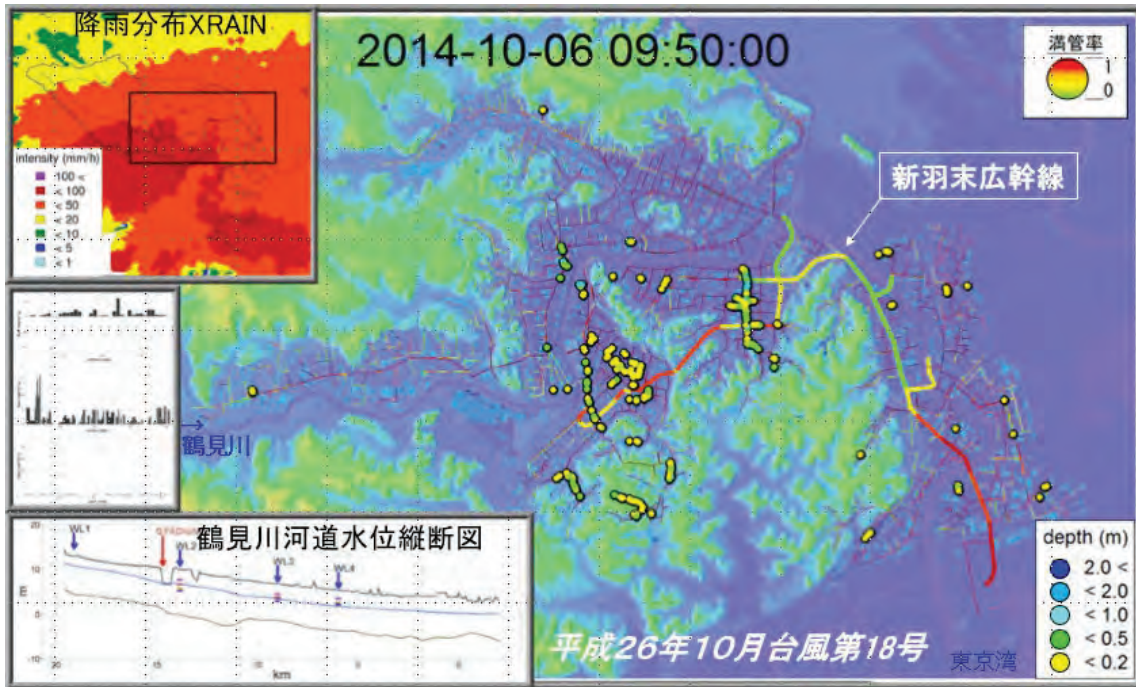 降雨分布XRAIN
2014-10-06 09:50:00
満管率
1
0
intensity (mm/h)
100 <
< 100
< 50
< 20
< 10
< 5
< 1
新羽末広幹線
鶴見川
鶴見川河道水位縦断図
WL1
WL2
WL3
WL4
20
10
0
-10
m
km
平成26年10月台風第18号
東京湾
depth (m)
2.0 <
< 2.0
< 1.0
< 0.5
< 0.2